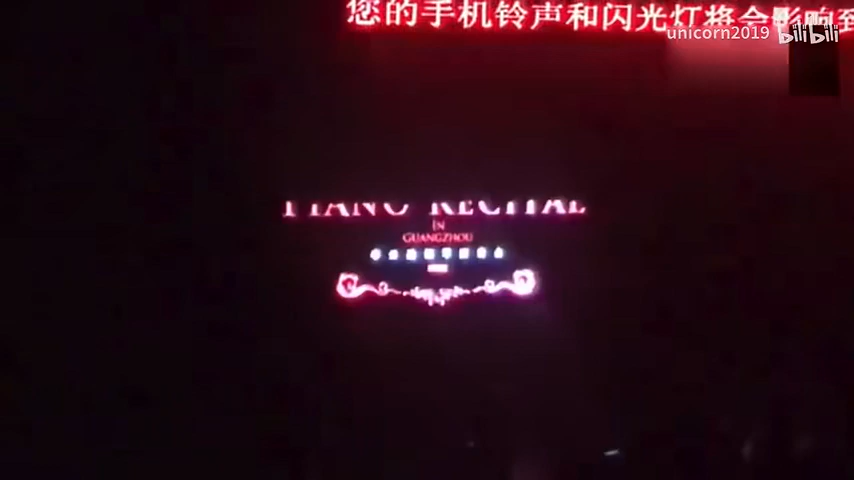 您的手机铃声和闪光灯将会影响到
unicorn2019 bilibili
PIANO RECITAL
IN
GUANGZHOU